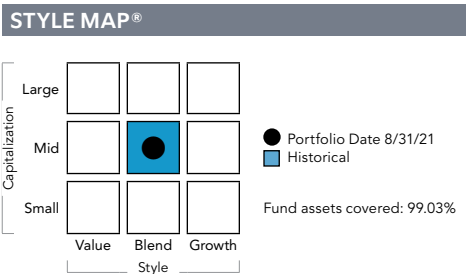 STYLE MAP®
Capitalization
Large
Mid
Small
Value Blend Growth
Style
Portfolio Date 8/31/21
Historical
Fund assets covered: 99.03%